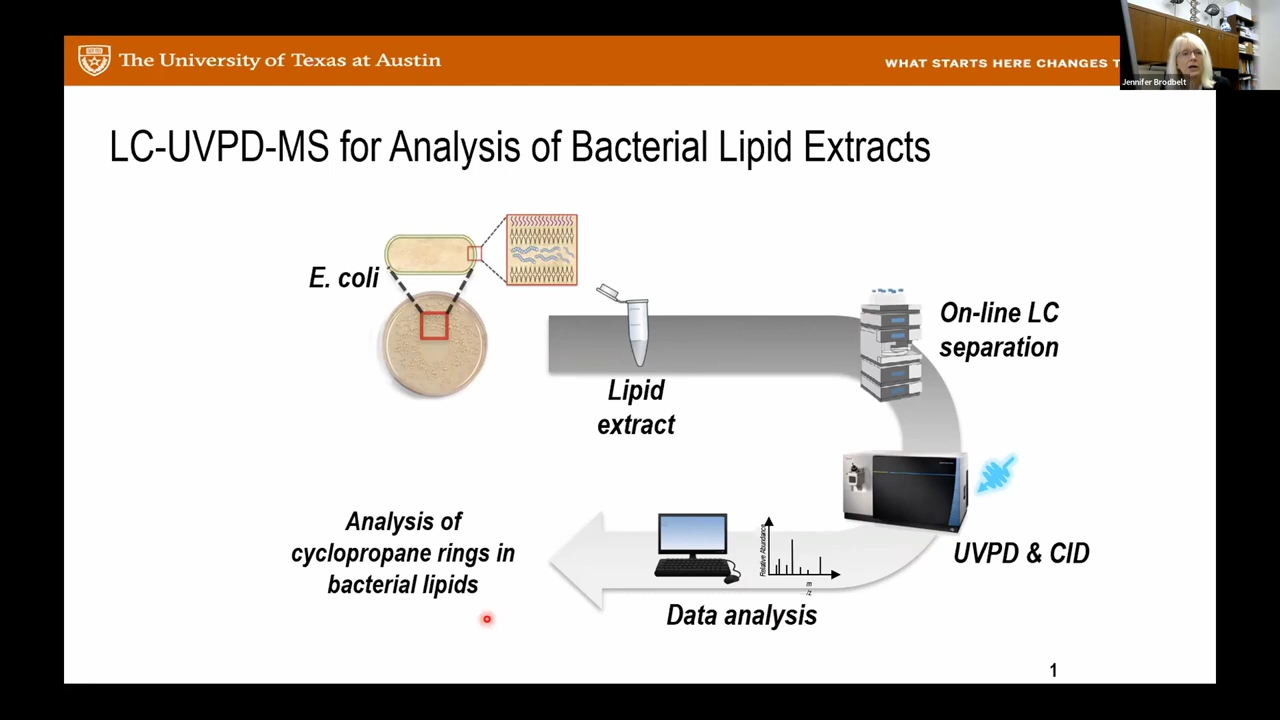 The University of Texas at Austin
WHAT STARTS HERE CHANGES T
Jennifer Brodbelt
LC-UVPD-MS for Analysis of Bacterial Lipid Extracts
E. coli
On-line LC
separation
Lipid
extract
Analysis of
cyclopropane rings in
bacterial lipids
Relative Abundance
m
/z
UVPD & CID
Data analysis
1